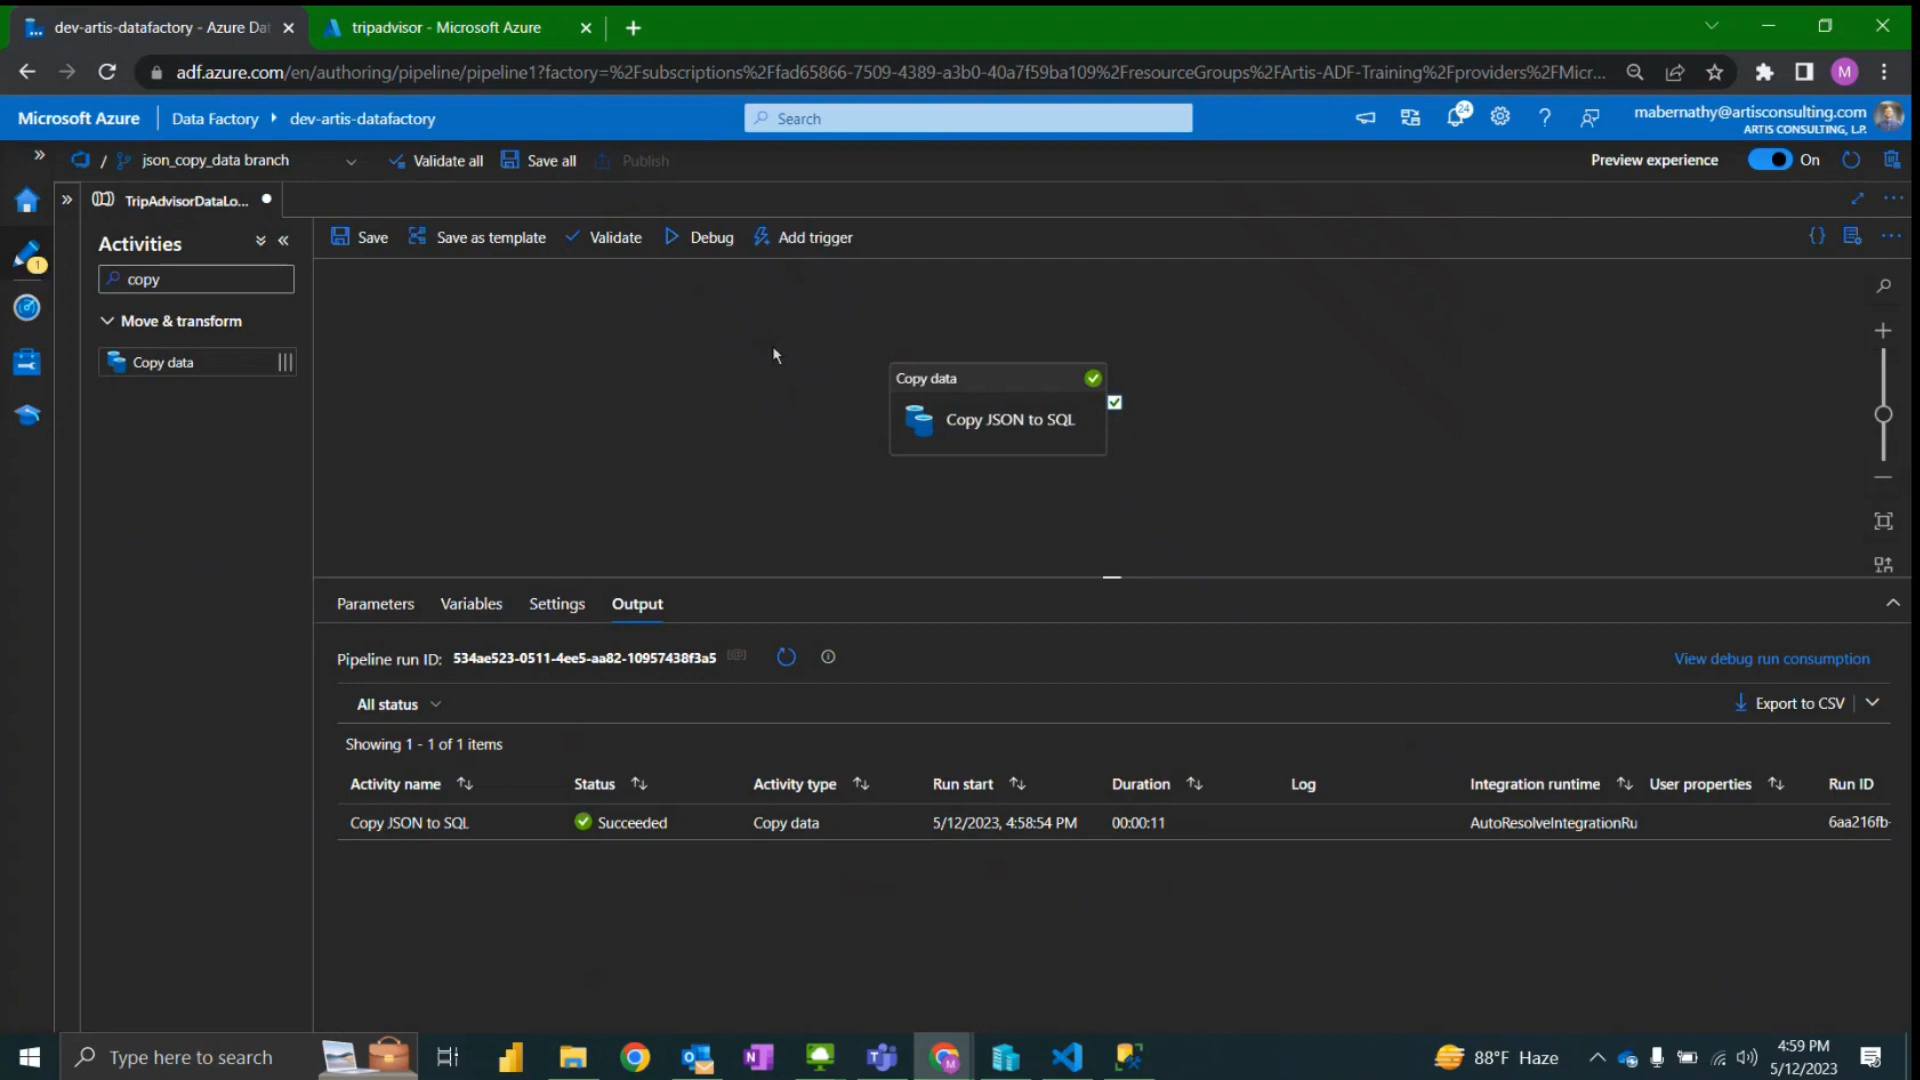 dev-artis-datafactory - Azure Dat
tripadvisor - Microsoft Azure
adf.azure.com/en/authoring/pipeline/pipeline1?factory=%2Fsubscriptions%2Ffad65866-7509-4389-a3b0-40a7f59ba109%2FresourceGroups%2FArtis-ADF-Training%2Fproviders%2FMicr...
M
Microsoft Azure
Data Factory
dev-artis-datafactory
Search
24
mabernathy@artisconsulting.com
ARTIS CONSULTING, L.P.
/ json_copy_data branch
Validate all
Save all
Publish
Preview experience
On
TripAdvisorDataLo...
Activities
Save
Save as template
Validate
Debug
Add trigger
1
copy
Move & transform
Copy data
Copy data
Copy JSON to SQL
Parameters
Variables
Settings
Output
Pipeline run ID: 534ae523-0511-4ee5-aa82-10957438f3a5
View debug run consumption
All status
Export to CSV
Showing 1 - 1 of 1 items
Activity name
Status
Activity type
Run start
Duration
Log
Integration runtime
User properties
Run ID
Copy JSON to SQL
Succeeded
Copy data
5/12/2023, 4:58:54 PM
00:00:11
AutoResolveIntegrationRu
6aa216fb-
Type here to search
88°F Haze
4:59 PM
5/12/2023